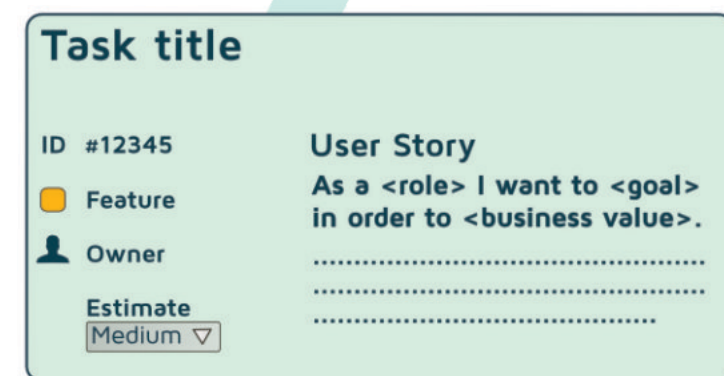 Task title
ID #12345
Feature
Owner
Estimate
Medium
User Story
As a <role> I want to <goal>
in order to <business value>.